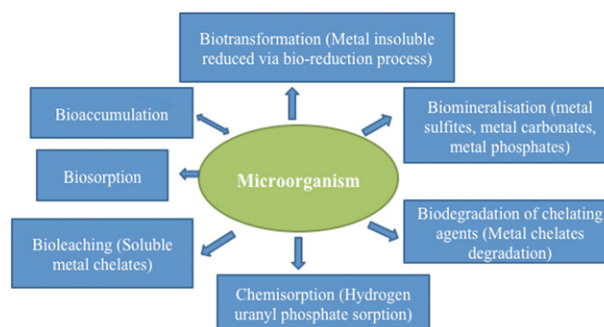 Biotransformation (Metal insoluble
reduced via bio-reduction process)
Bioaccumulation
Biomineralisation (metal
sulfites, metal carbonates,
metal phosphates)
Biosorption
Microorganism
Bioleaching (Soluble
metal chelates)
Biodegradation of chelating
agents (Metal chelates
degradation)
Chemisorption (Hydrogen
uranyl phosphate sorption)